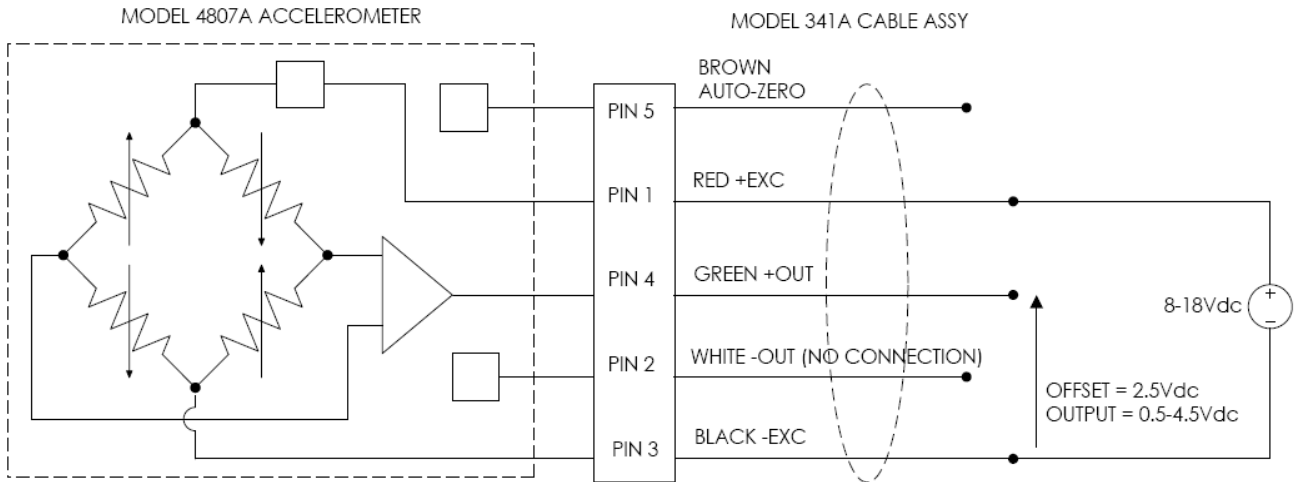 MODEL 4807A ACCELEROMETER
MODEL 341A CABLE ASSY
PIN 5
BROWN
AUTO-ZERO
PIN 1
RED +EXC
PIN 4
GREEN +OUT
PIN 2
WHITE -OUT (NO CONNECTION)
PIN 3
BLACK -EXC
8-18Vdc
+
−
OFFSET = 2.5Vdc
OUTPUT = 0.5-4.5Vdc